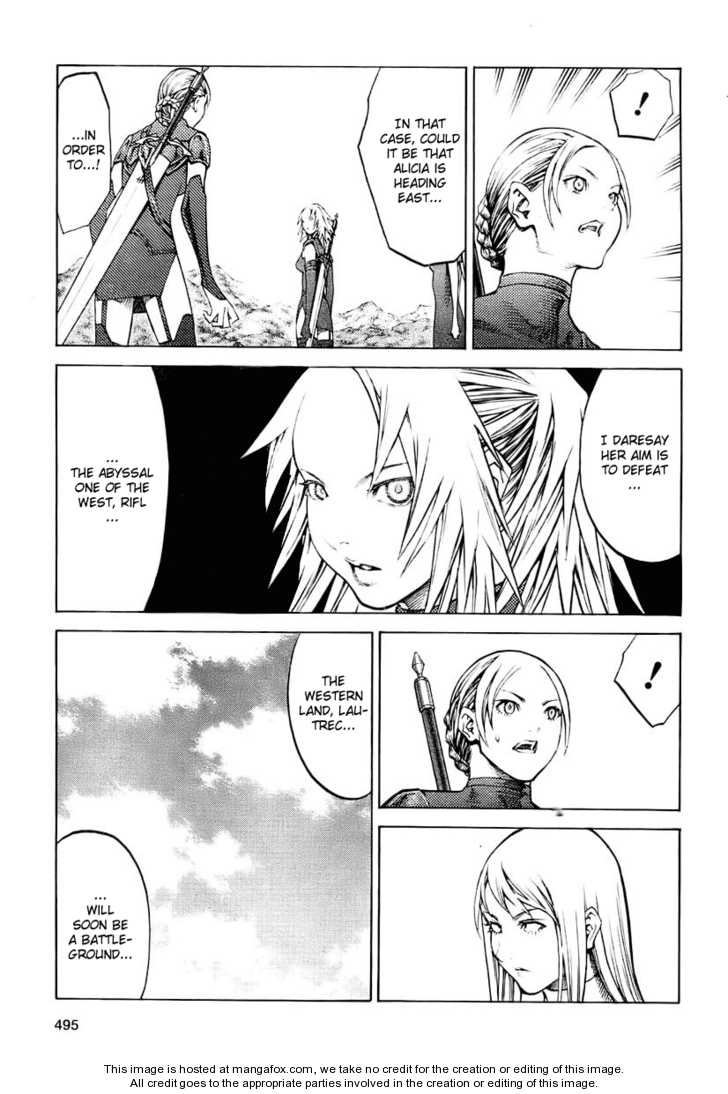 !
IN THAT
CASE, COULD
IT BE THAT
ALICIA IS
HEADING
EAST...
...IN
ORDER
TO...!
I DARESAY
HER AIM IS
TO DEFEAT
...
...
THE ABYSSAL
ONE OF THE
WEST, RIFL
...
!
THE
WESTERN
LAND, LAU-
TREC...
...
WILL
SOON BE
A BATTLE-
GROUND...
495
This image is hosted at mangafox.com, we take no credit for the creation or editing of this image.
All credit goes to the appropriate parties involved in the creation or editing of this image.